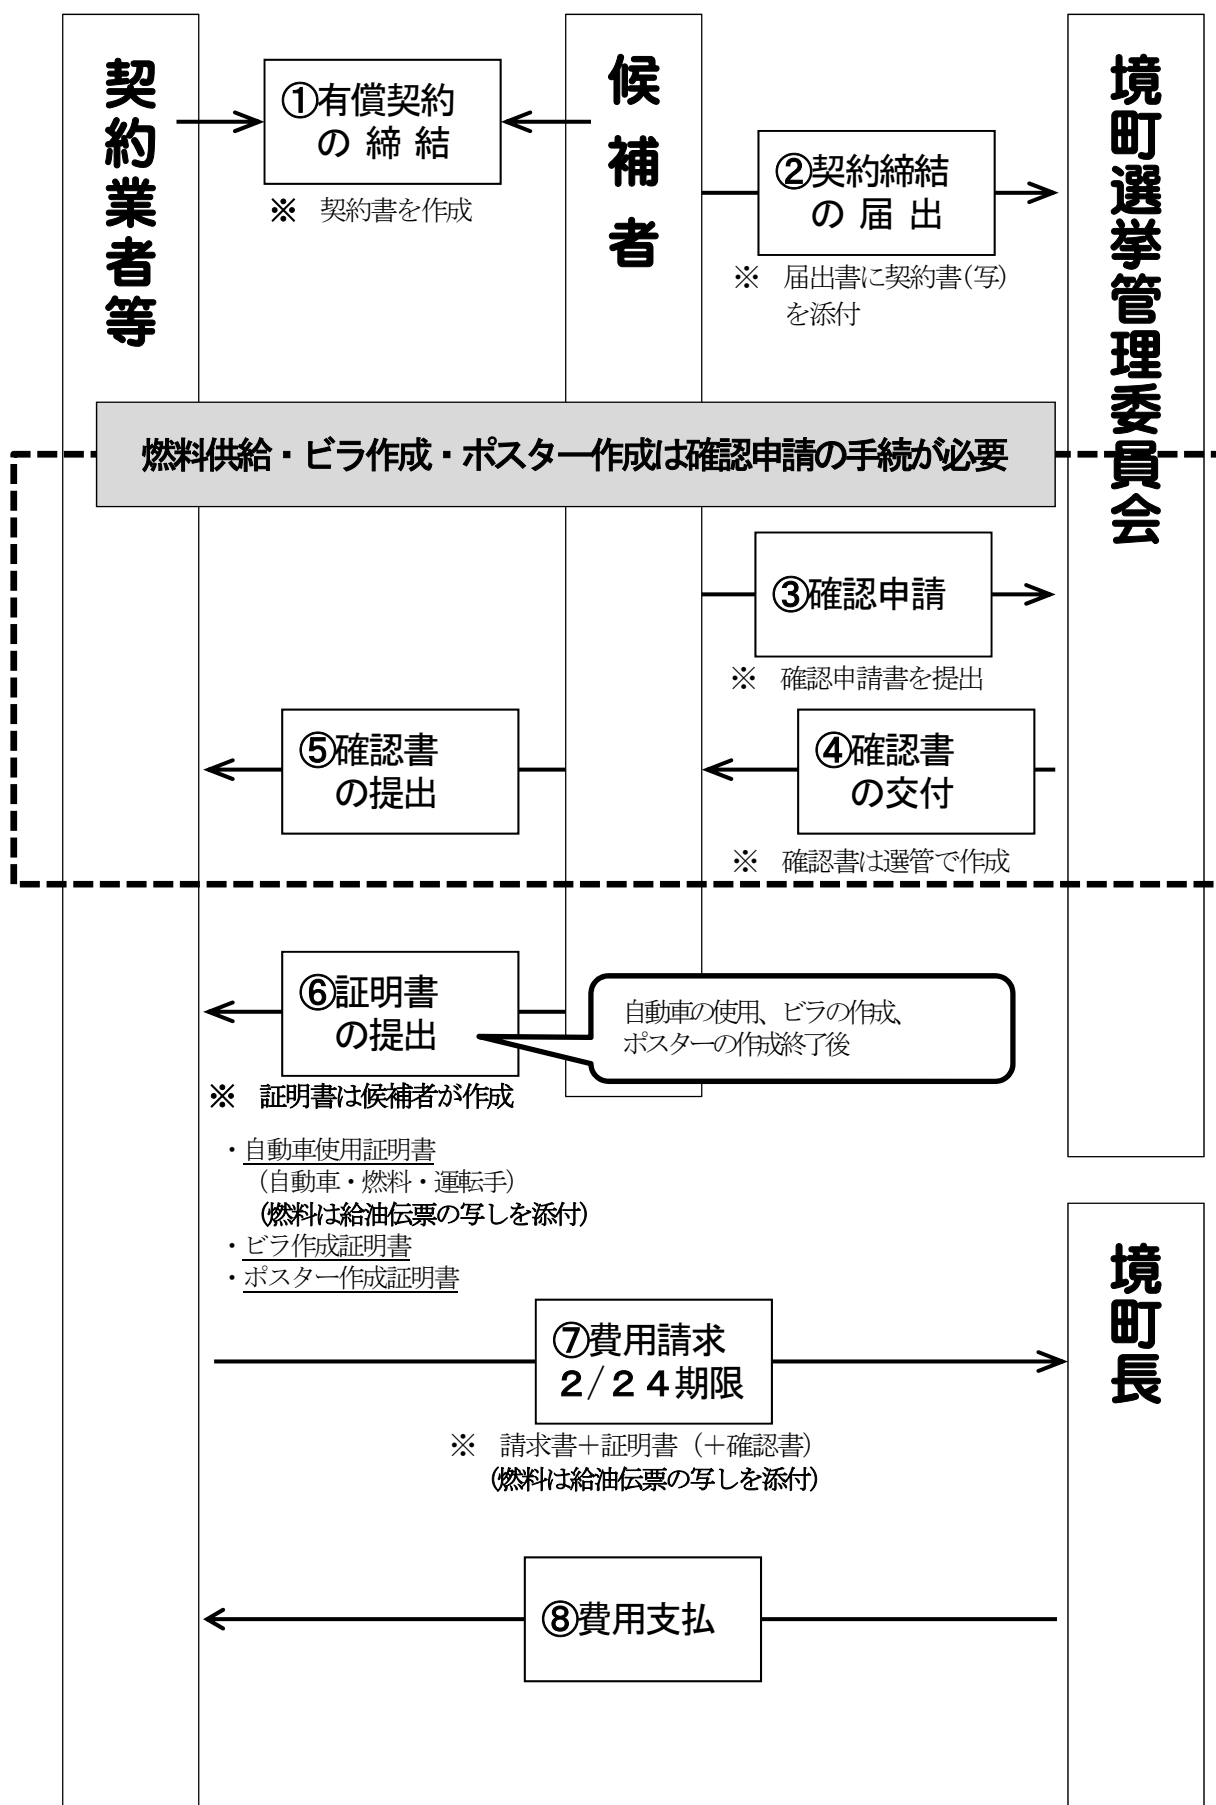 契約業者等
候補者
境町選挙管理委員会
①有償契約
の締結
※　契約書を作成
②契約締結
の届出
※　届出書に契約書(写)
を添付
燃料供給・ビラ作成・ポスター作成は確認申請の手続が必要
③確認申請
※　確認申請書を提出
⑤確認書
の提出
④確認書
の交付
※　確認書は選管で作成
⑥証明書
の提出
自動車の使用、ビラの作成、
ポスターの作成終了後
※　証明書は候補者が作成
・自動車使用証明書
（自動車・燃料・運転手）
（燃料は給油伝票の写しを添付）
・ビラ作成証明書
・ポスター作成証明書
境町長
⑦費用請求
２/２４期限
※　請求書＋証明書（＋確認書）
（燃料は給油伝票の写しを添付）
⑧費用支払